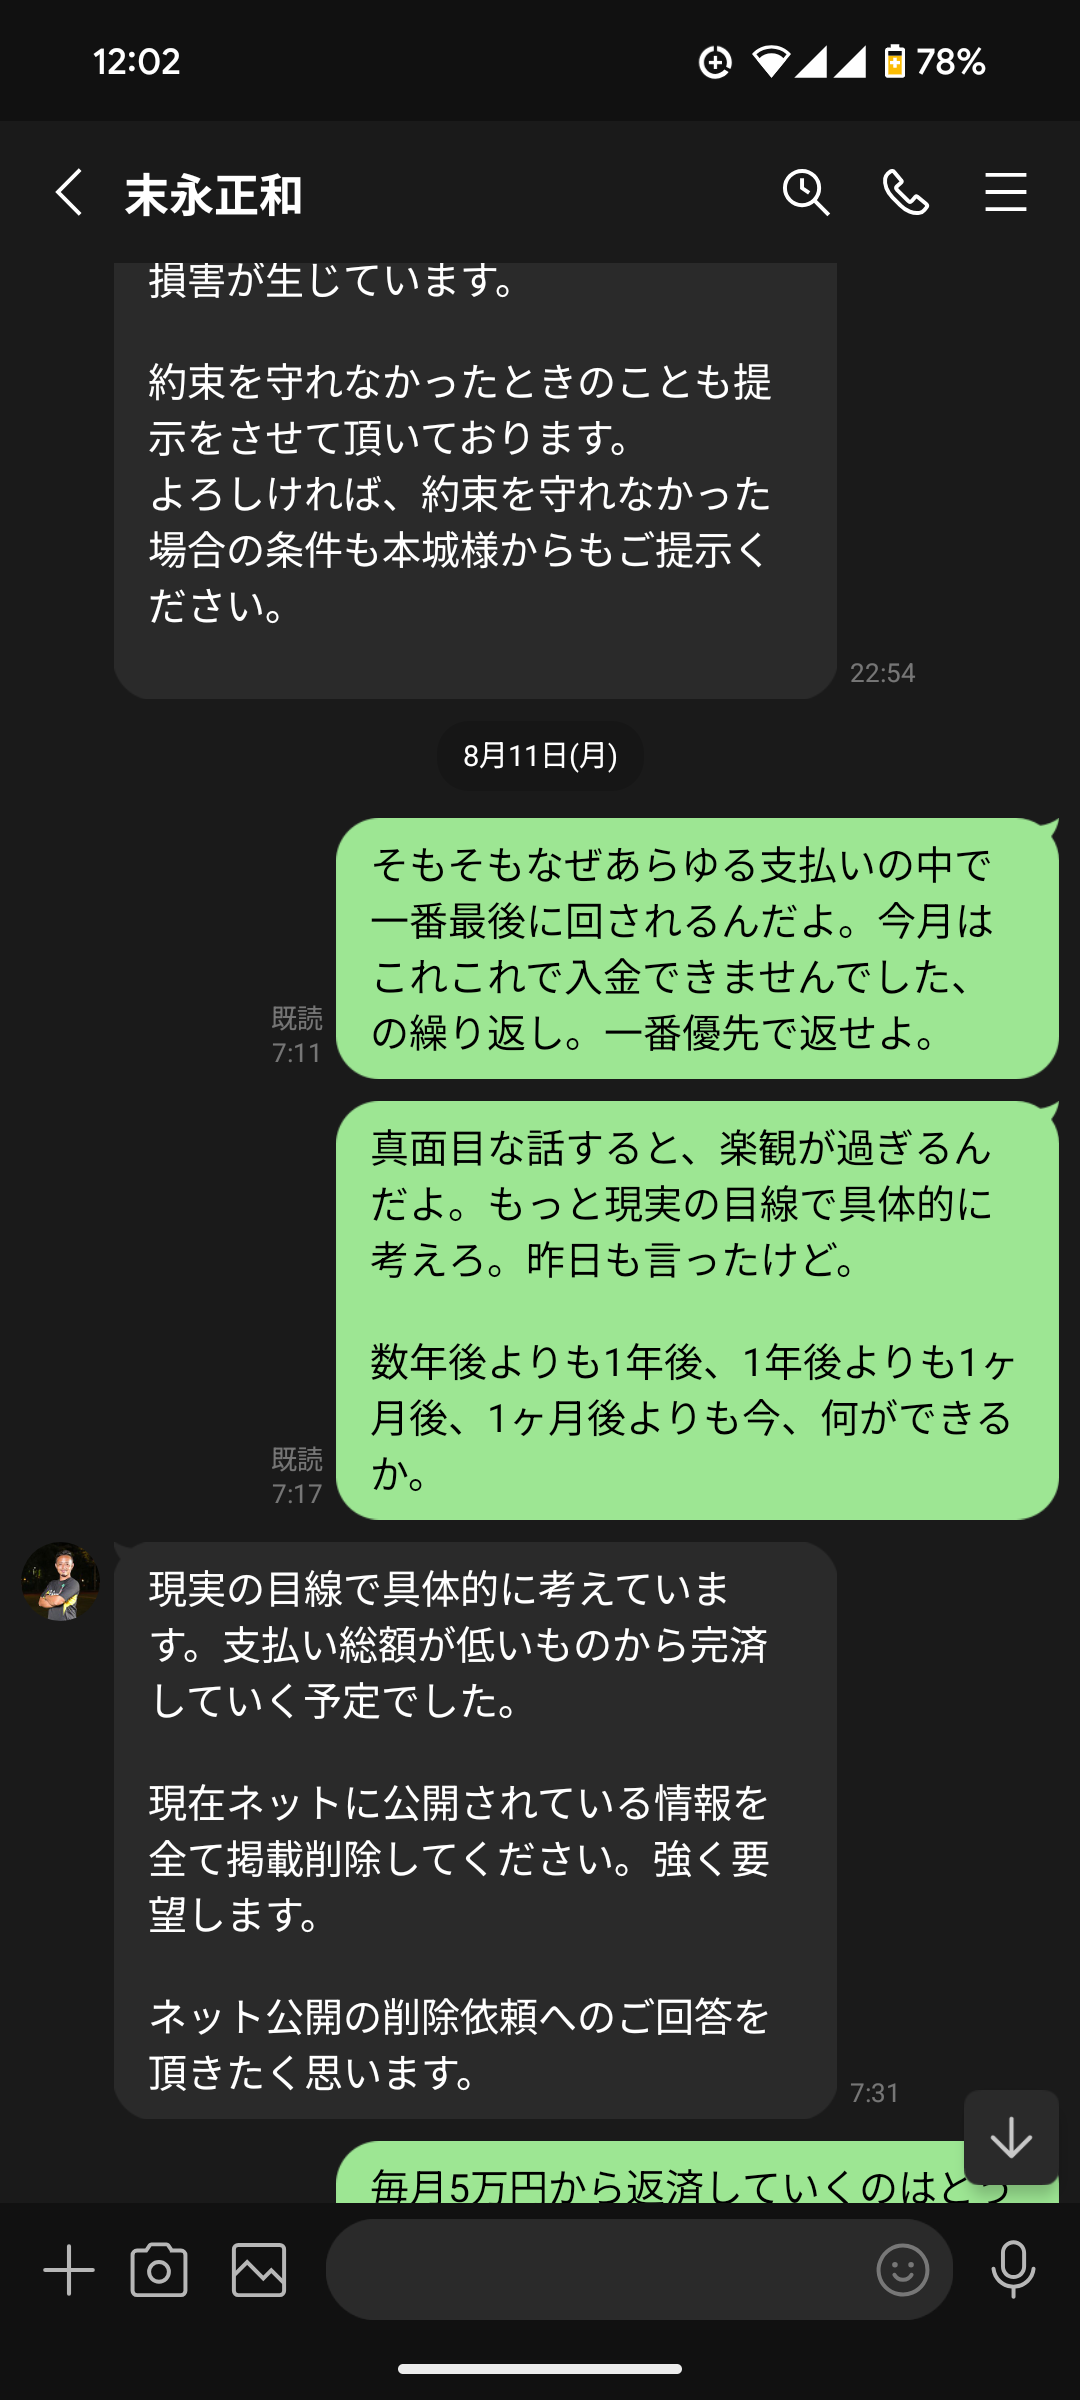 12:02
78%
末永正和
損害が生じています。
約束を守れなかったときのことも提
示をさせて頂いております。
よろしければ、約束を守れなかった
場合の条件も本城様からもご提示く
ださい。
22:54
8月11日(月)
そもそもなぜあらゆる支払いの中で
一番最後に回されるんだよ。今月は
これこれで入金できませんでした、
の繰り返し。一番優先で返せよ。
既読
7:11
真面目な話すると、楽観が過ぎるん
だよ。もっと現実の目線で具体的に
考えろ。昨日も言ったけど。
数年後よりも1年後、1年後よりも1ヶ
月後、1ヶ月後よりも今、何ができる
か。
既読
7:17
現実の目線で具体的に考えていま
す。支払い総額が低いものから完済
していく予定でした。
現在ネットに公開されている情報を
全て掲載削除してください。強く要
望します。
ネット公開の削除依頼へのご回答を
頂きたく思います。
7:31
毎月5万円から返済していくのはどう